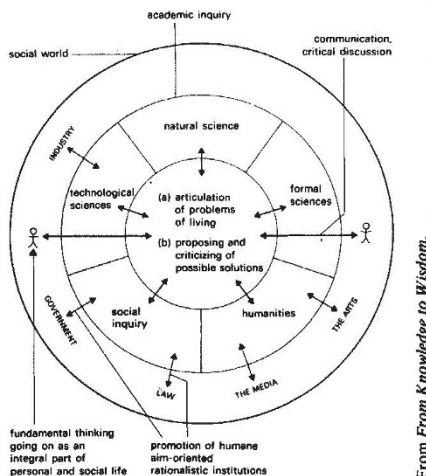 academic inquiry
social world
communication,
critical discussion
natural science
INDUSTRY
technological
sciences
formal
sciences
(a) articulation
of problems
of living
(b) proposing and
criticizing of
possible solutions
social
inquiry
humanities
GOVERNMENT
LAW
THE MEDIA
THE ARTS
fundamental thinking
going on as an
integral part of
personal and social life
promotion of humane
aim-oriented
rationalistic institutions
From From Knowledge to Wisdom.